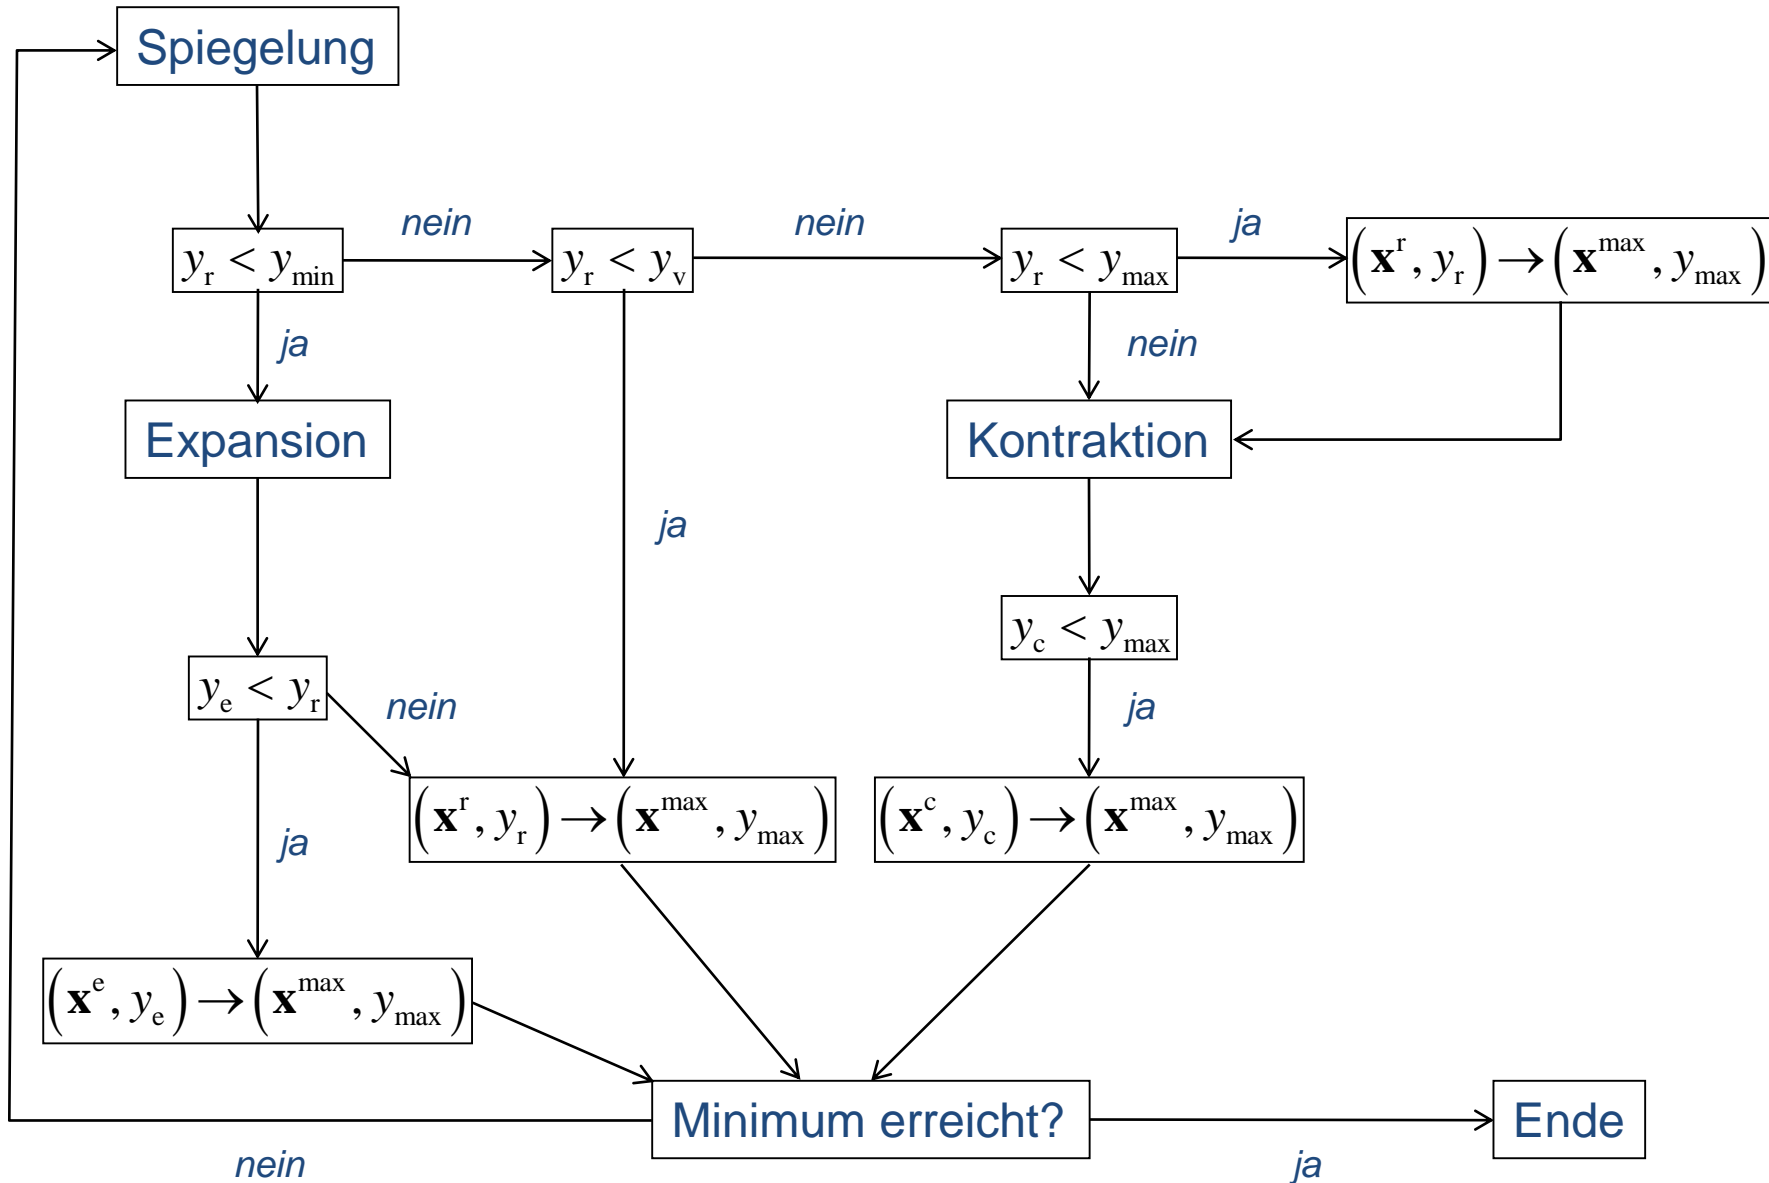 Spiegelung
nein
nein
ja
y_r < y_min
y_r < y_v
y_r < y_max
(x^r, y_r) → (x^max, y_max)
ja
nein
Expansion
Kontraktion
ja
y_c < y_max
y_e < y_r
nein
ja
(x^r, y_r) → (x^max, y_max)
(x^c, y_c) → (x^max, y_max)
ja
(x^e, y_e) → (x^max, y_max)
Minimum erreicht?
Ende
nein
ja